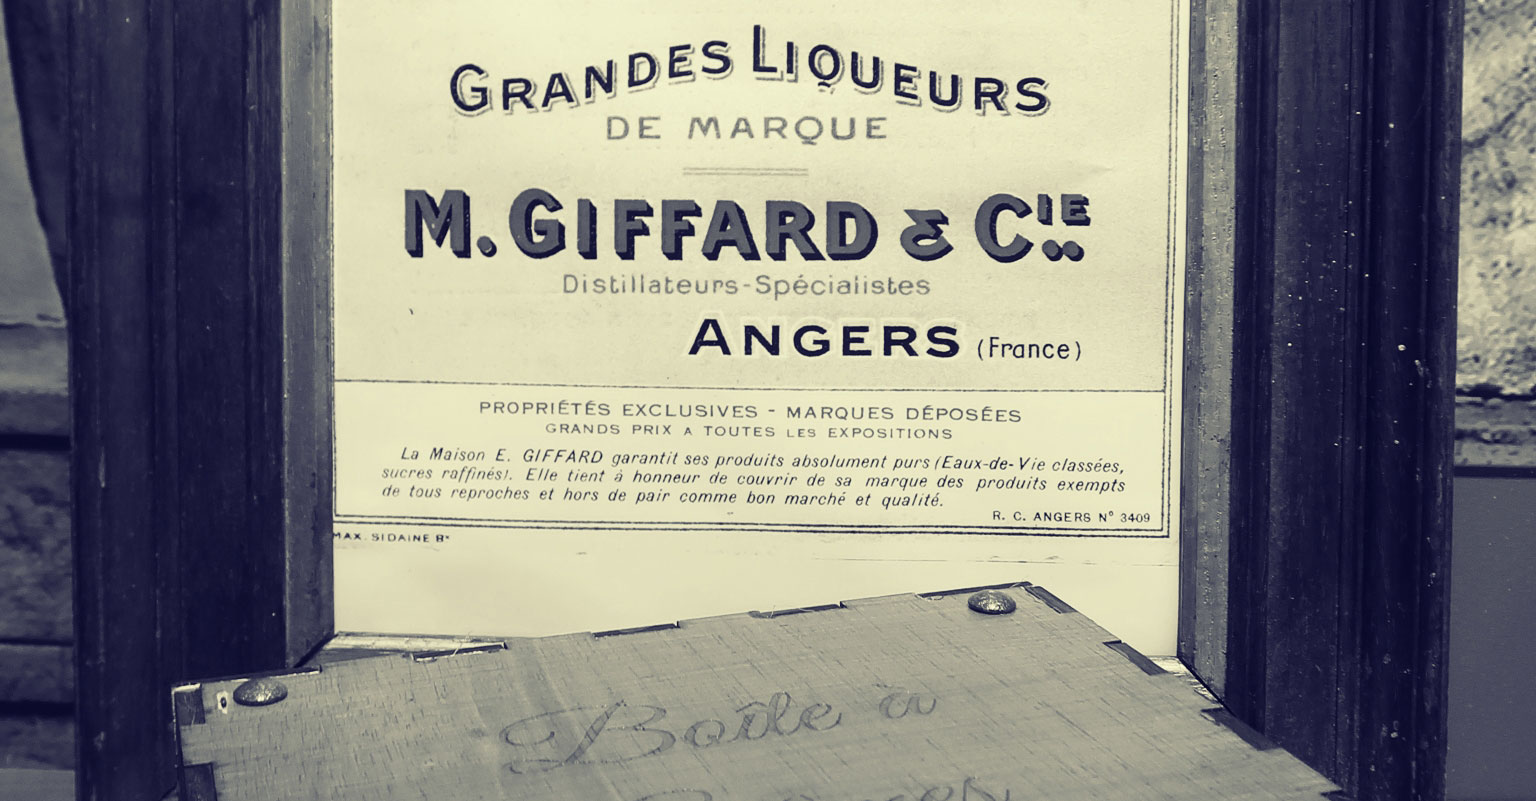 GRANDES LIQUEURS
DE MARQUE
M. GIFFARD & CIE
Distillateurs-Spécialistes
ANGERS (France)
PROPRIÉTÉS EXCLUSIVES - MARQUES DÉPOSÉES
GRANDS PRIX A TOUTES LES EXPOSITIONS
La Maison E. GIFFARD garantit ses produits absolument purs (Eaux-de-Vie classées,
sucres raffinés). Elle tient à honneur de couvrir de sa marque des produits exempts
de tous reproches et hors de pair comme bon marché et qualité.
R. C. ANGERS N° 3409
MAX. SIDAINE
Boîte à